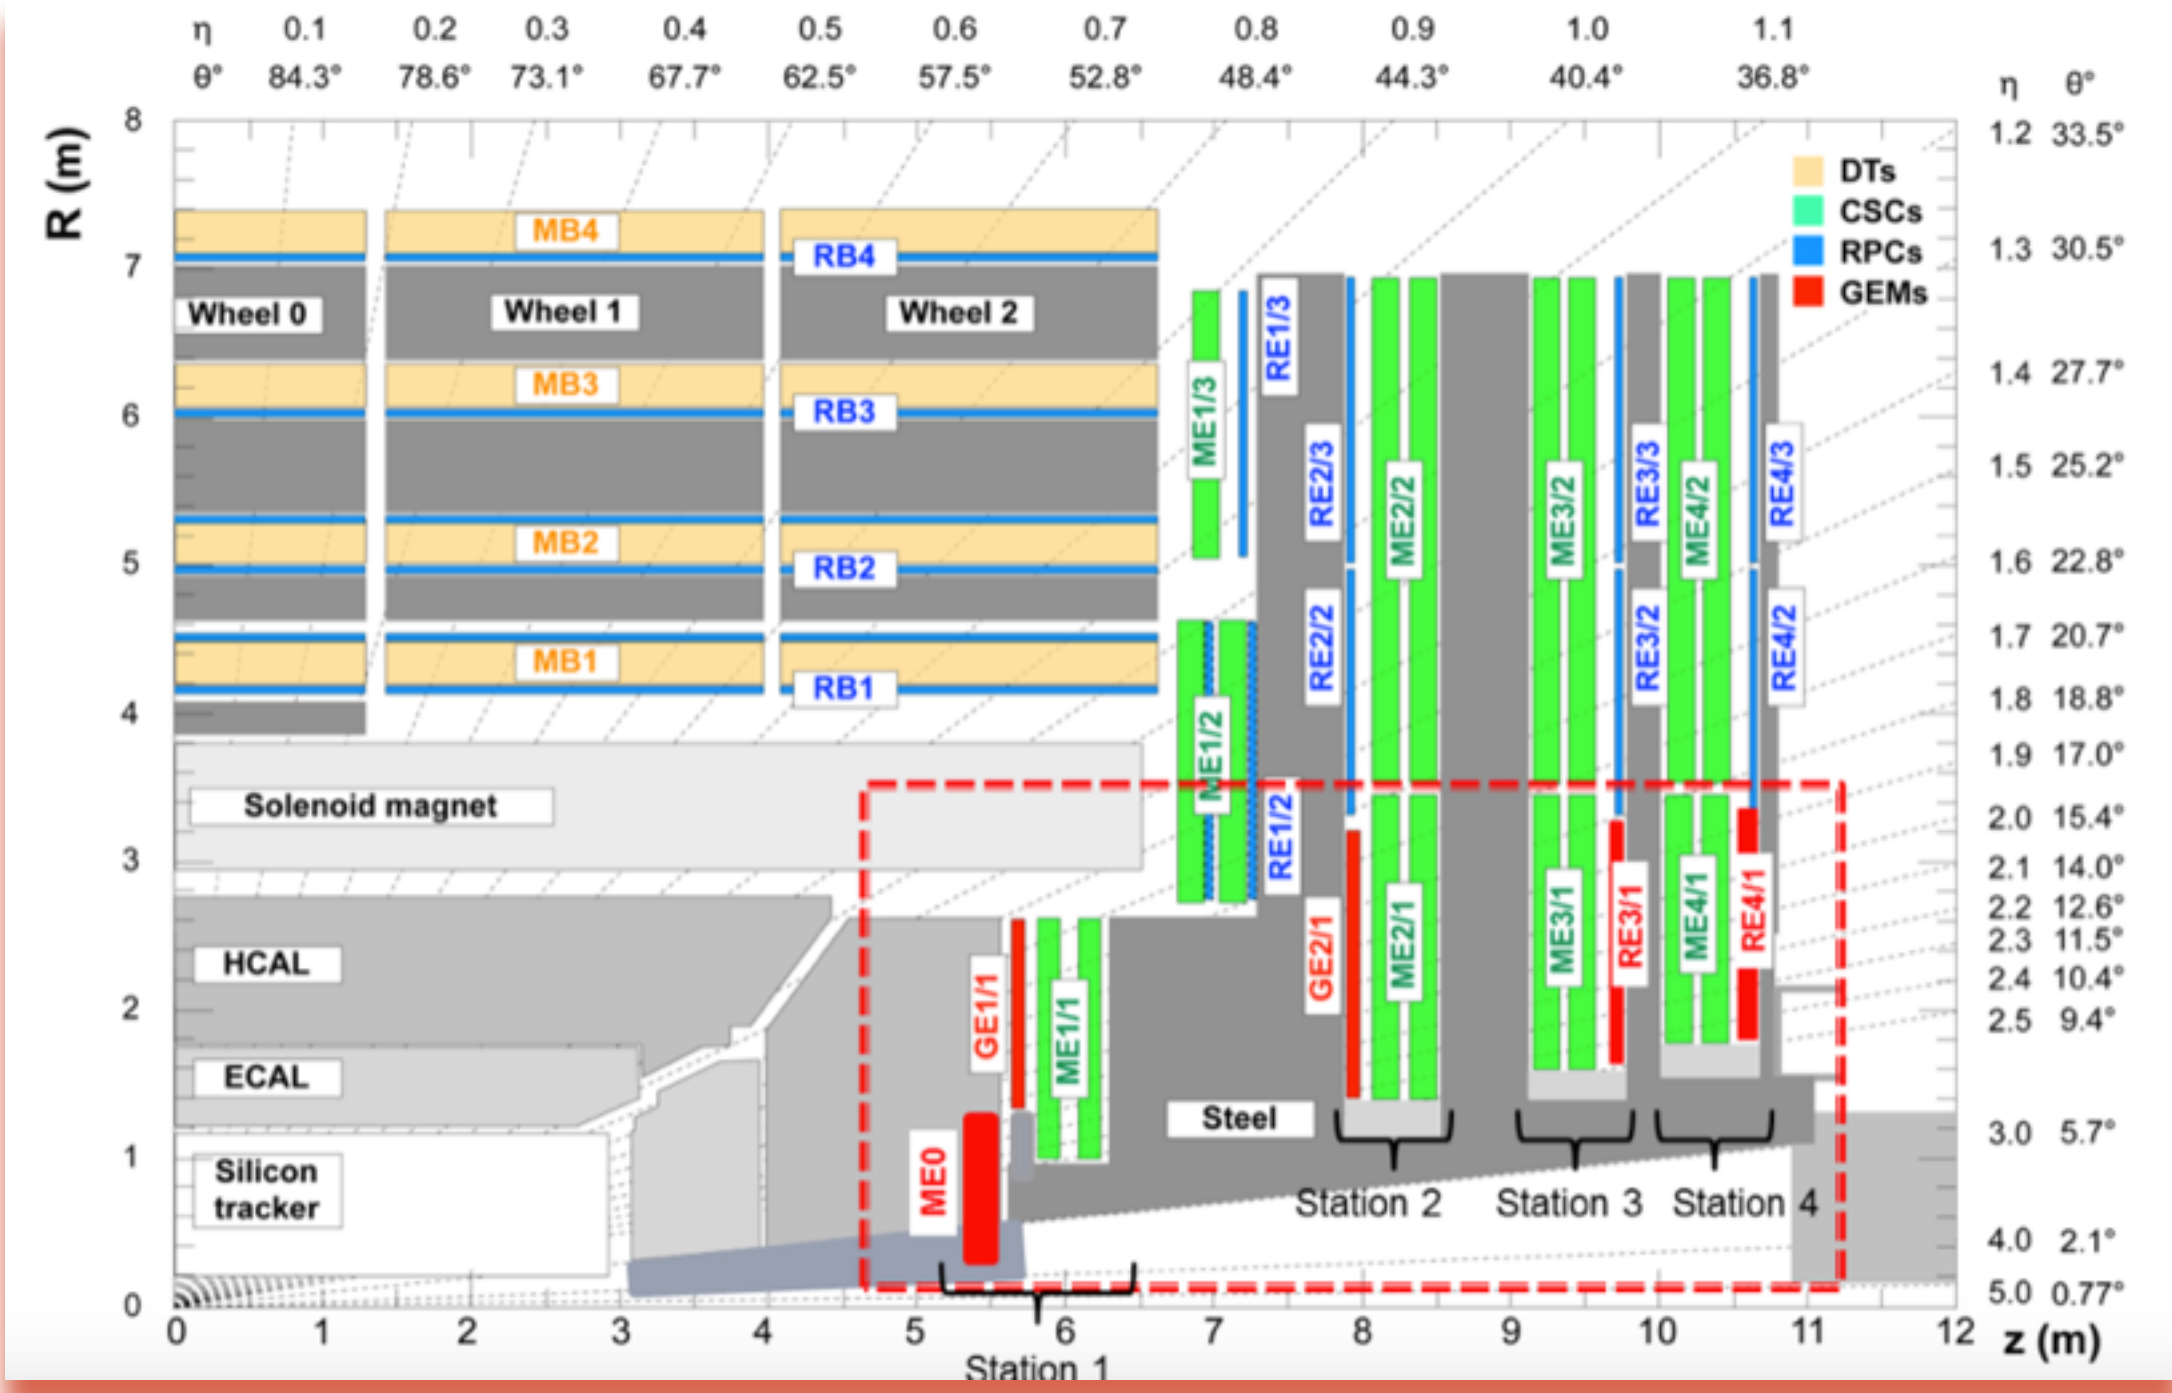 η 0.1 0.2 0.3 0.4 0.5 0.6 0.7 0.8 0.9 1.0 1.1
θ° 84.3° 78.6° 73.1° 67.7° 62.5° 57.5° 52.8° 48.4° 44.3° 40.4° 36.8°
η θ°
R (m)
8
7
6
5
4
3
2
1
0
1.2 33.5°
1.3 30.5°
1.4 27.7°
1.5 25.2°
1.6 22.8°
1.7 20.7°
1.8 18.8°
1.9 17.0°
2.0 15.4°
2.1 14.0°
2.2 12.6°
2.3 11.5°
2.4 10.4°
2.5 9.4°
3.0 5.7°
4.0 2.1°
5.0 0.77°
DTs
CSCs
RPCs
GEMs
MB4
RB4
Wheel 0
Wheel 1
Wheel 2
MB3
RB3
MB2
RB2
MB1
RB1
Solenoid magnet
HCAL
ECAL
Silicon
tracker
Steel
ME1/3
RE1/3
ME1/2
RE1/2
RE2/3
RE2/2
ME2/2
ME3/2
RE3/3
RE3/2
ME4/2
RE4/3
RE4/2
GE1/1
ME1/1
ME0
GE2/1
ME2/1
ME3/1
RE3/1
ME4/1
RE4/1
Station 2
Station 3
Station 4
0 1 2 3 4 5 6 7 8 9 10 11 12 z (m)
Station 1